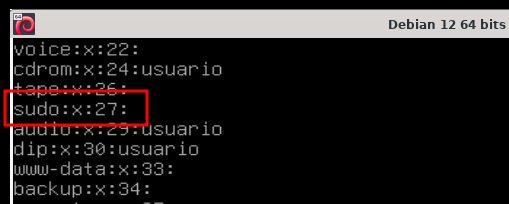 Debian 12 64 bits
voice:x:22:
cdrom:x:24:usuario
tape:x:26:
sudo:x:27:
audio:x:29:usuario
dip:x:30:usuario
www-data:x:33:
backup:x:34: